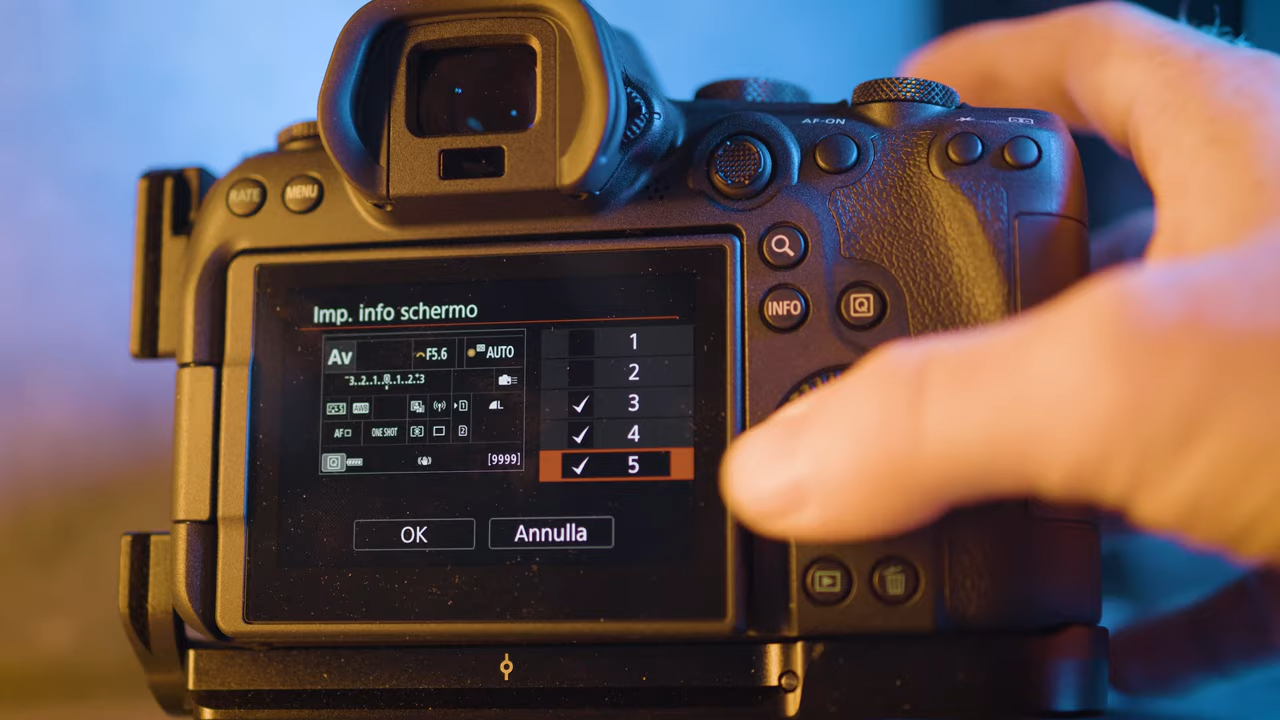 AF-ON
RATE
MENU
INFO
Q
Imp. info schermo
Av F5.6 AUTO
3..2..1..0..1..2..3
AWB L
AF ONE SHOT
Q [9999]
1
2
3
4
5
OK Annulla